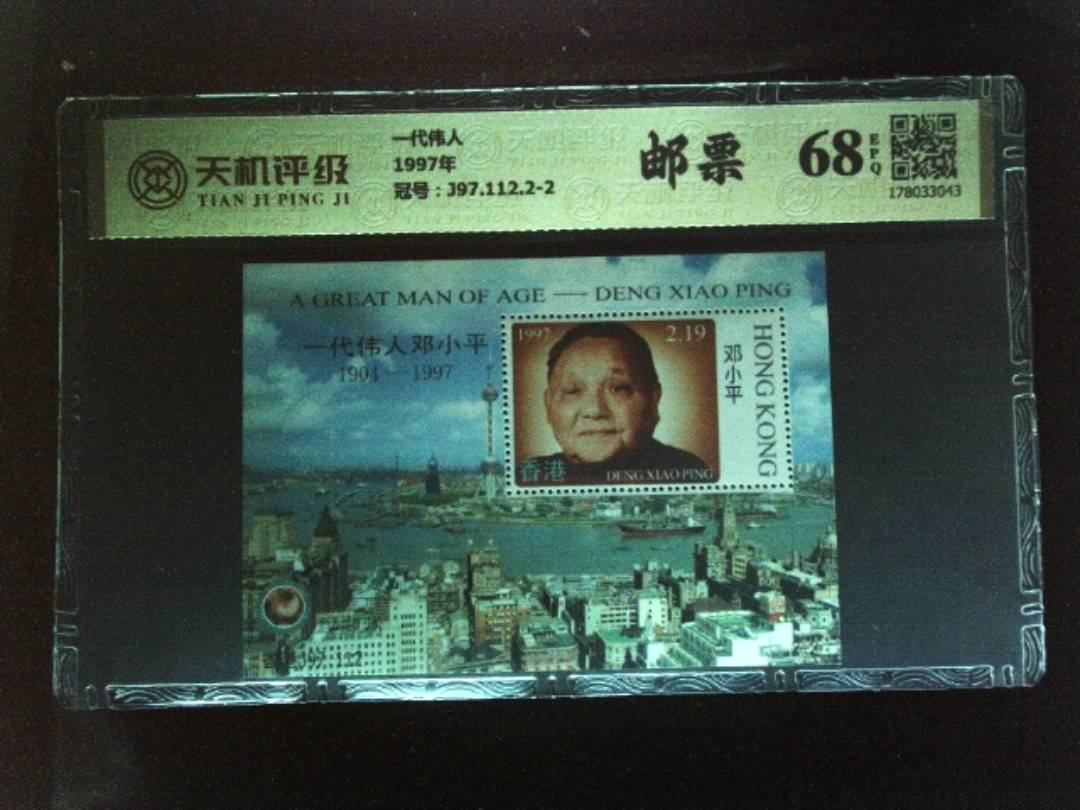 天机评级
TIAN JI PING JI
一代伟人
1997年
冠号：J97.112.2-2
邮票
68
EPQ
178033043
A GREAT MAN OF AGE — DENG XIAO PING
一代伟人邓小平
1904—1997
1997
2.19
邓小平
HONG KONG
香港
DENG XIAO PING
J97.112